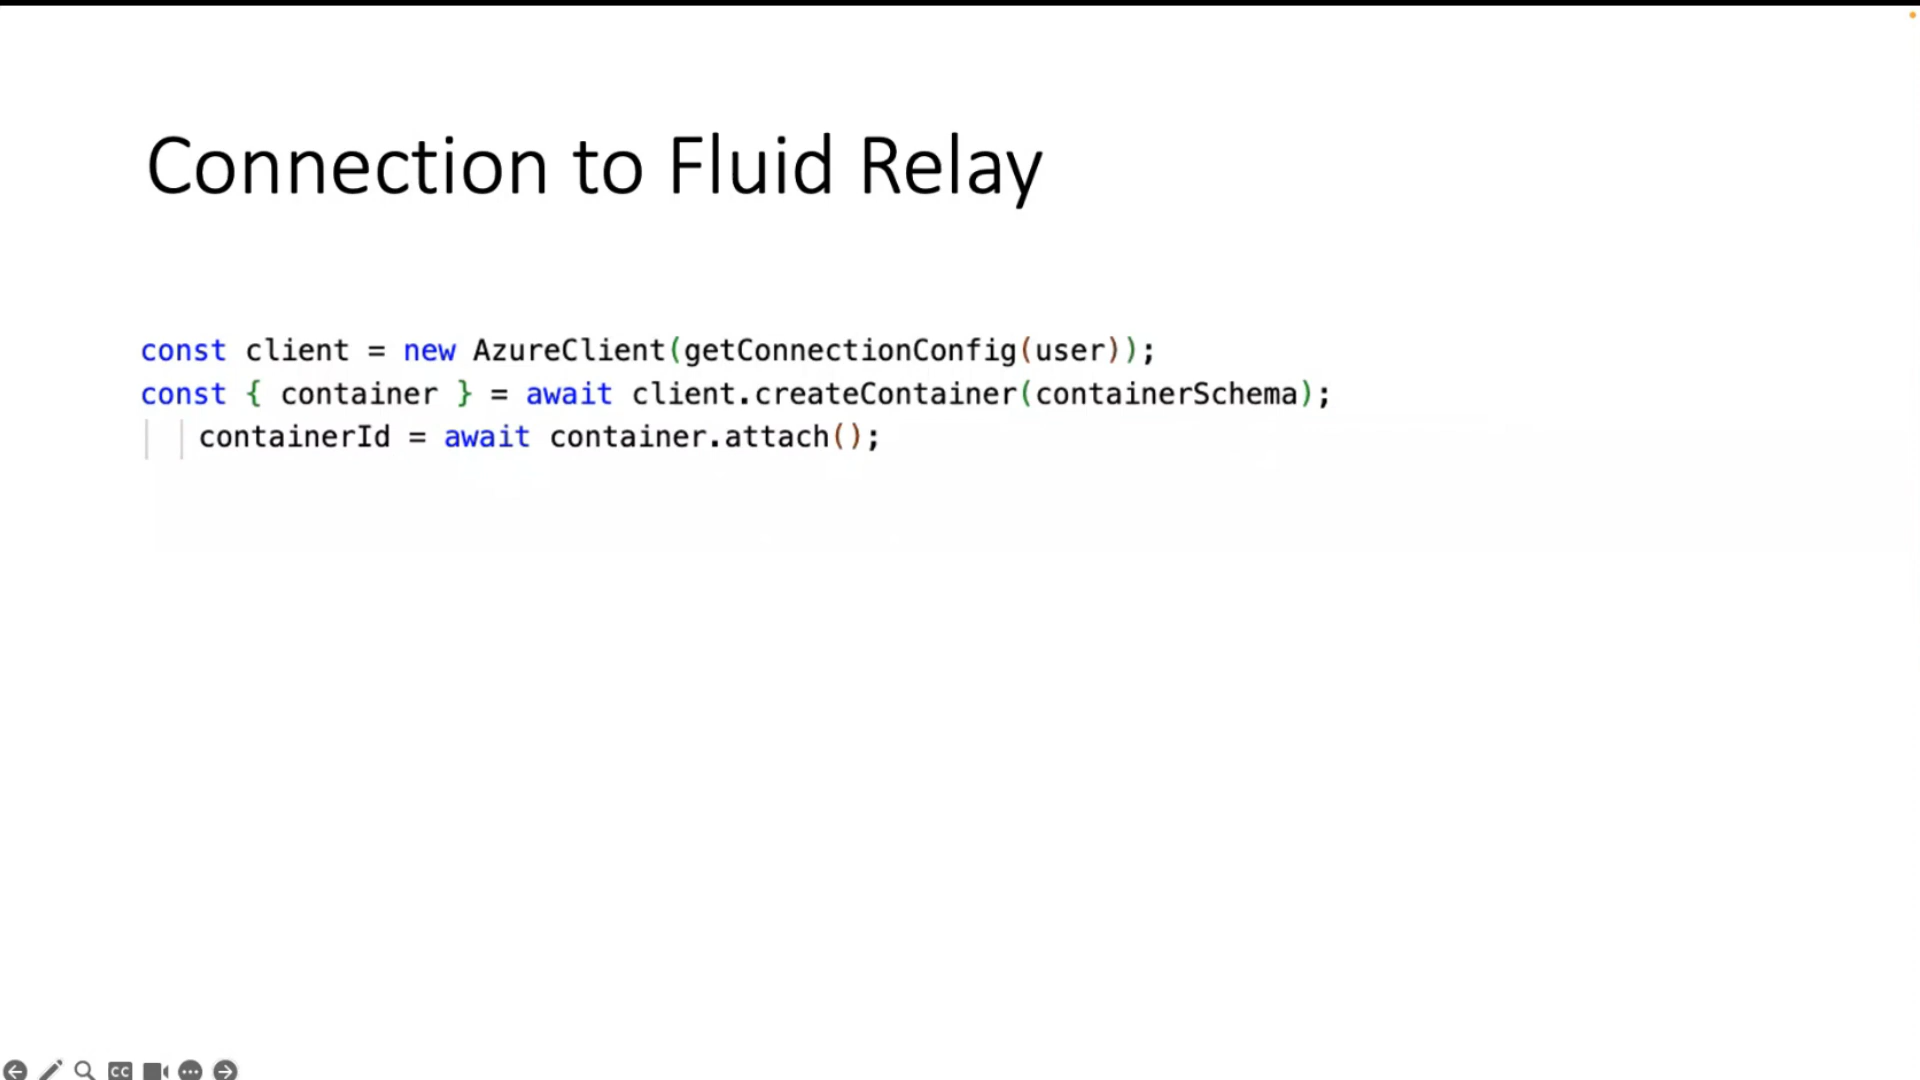 Connection to Fluid Relay
const client = new AzureClient(getConnectionConfig(user));
const { container } = await client.createContainer(containerSchema);
containerId = await container.attach();
CC